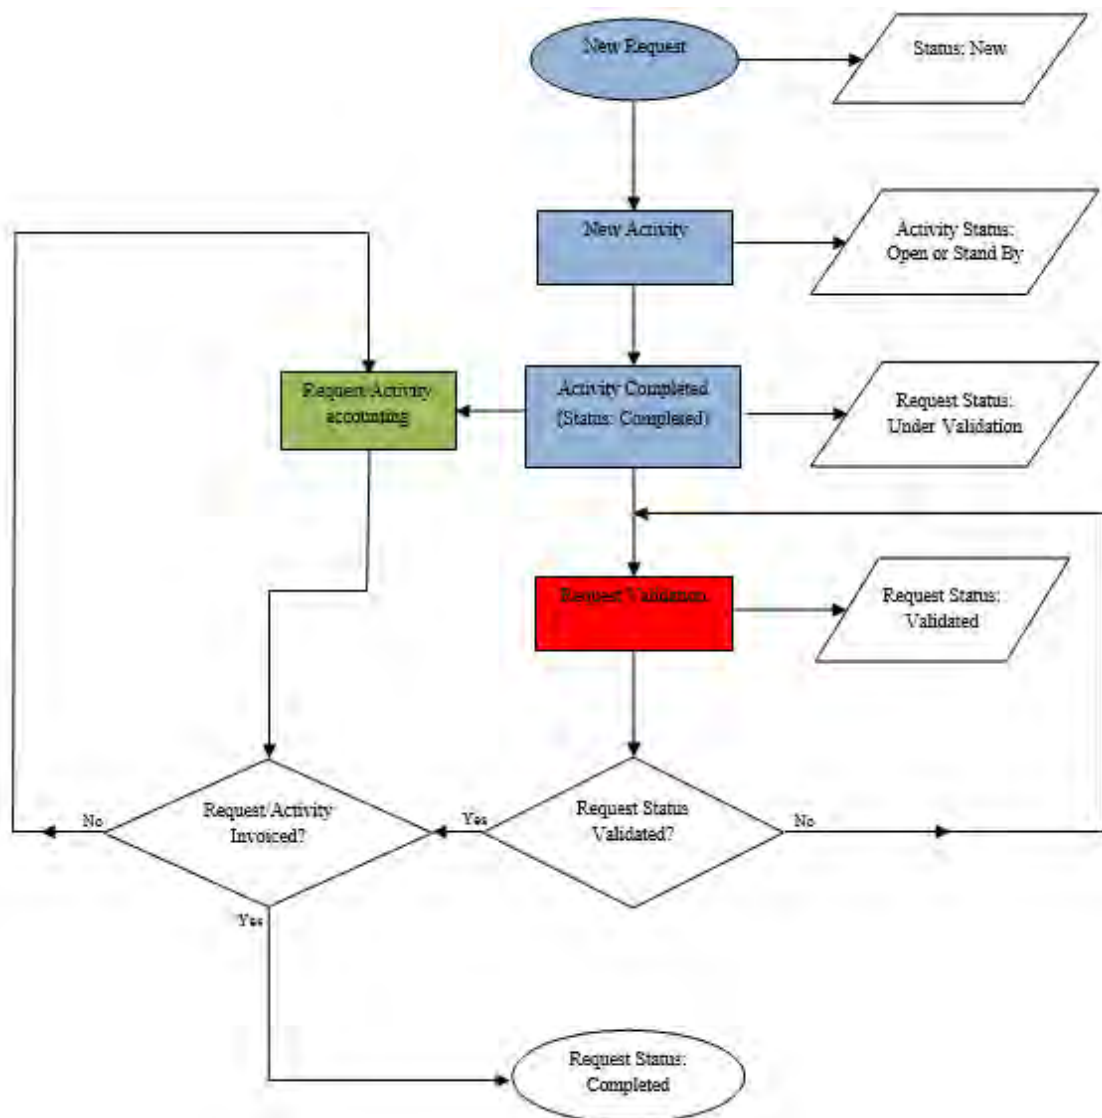 New Request
Status: New
New Activity
Activity Status:
Open or Stand By
Request/Activity
accounting
Activity Completed
(Status: Completed)
Request Status:
Under Validation
Request Validation
Request Status:
Validated
Request/Activity
Invoiced?
Request Status
Validated?
No
Yes
No
Yes
Request Status:
Completed